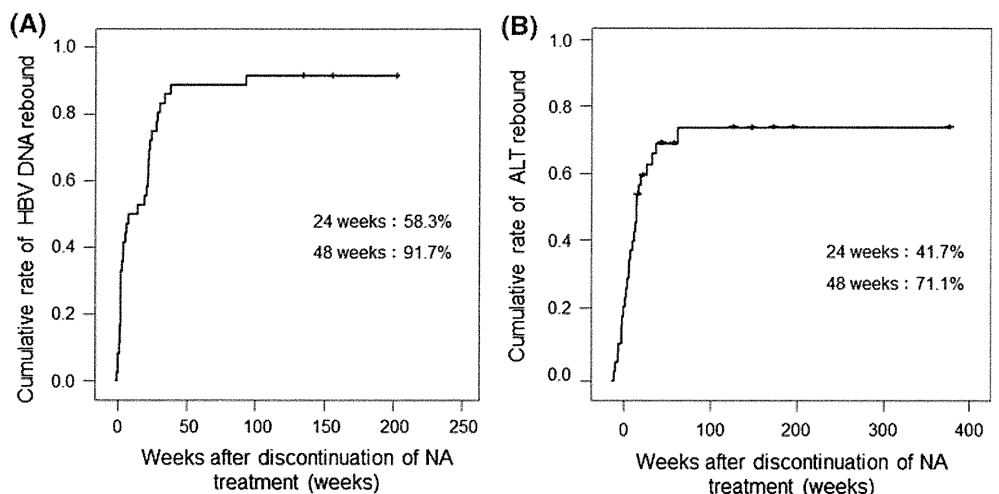 (A)
Cumulative rate of HBV DNA rebound
1.0
0.8
0.6
0.4
0.2
0.0
24 weeks : 58.3%
48 weeks : 91.7%
0 50 100 150 200 250
Weeks after discontinuation of NA
treatment (weeks)
(B)
Cumulative rate of ALT rebound
1.0
0.8
0.6
0.4
0.2
0.0
24 weeks : 41.7%
48 weeks : 71.1%
0 100 200 300 400
Weeks after discontinuation of NA
treatment (weeks)